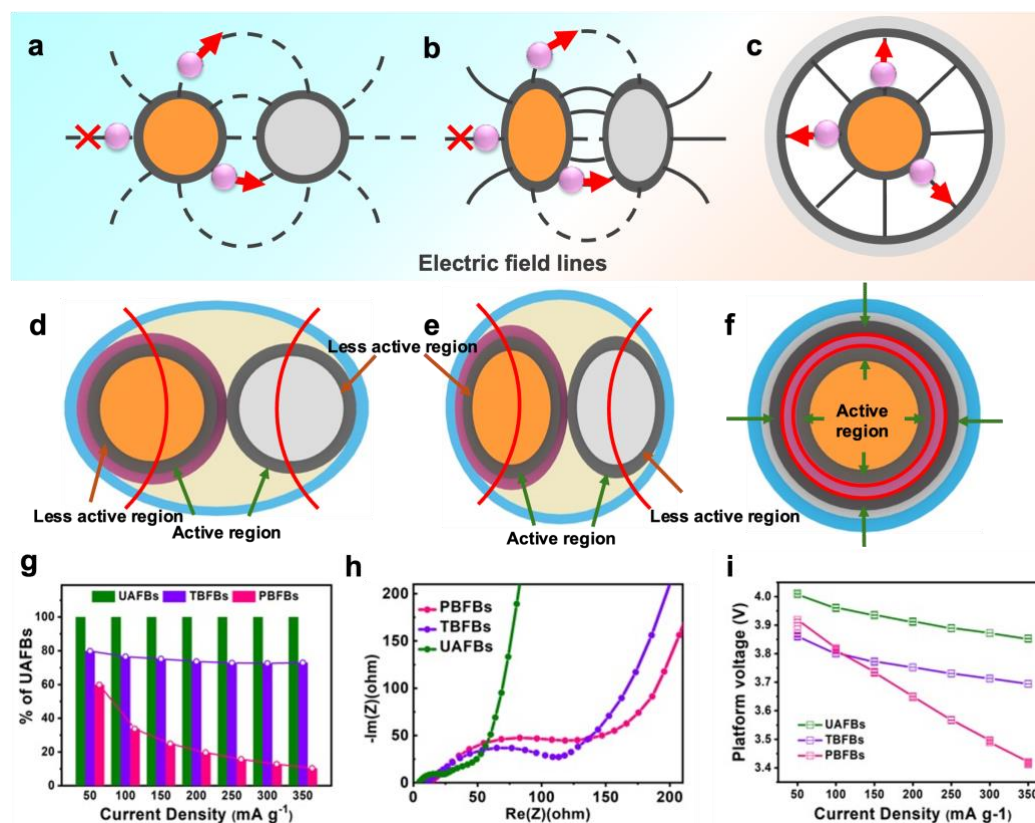 a
b
c
Electric field lines
d
e
f
Less active region
Active
region
Less active region
Active region
Active region
Less active region
g
h
i
UAFBs TBFBs PBFBs
% of UAFBs
100
80
60
40
20
0
50 100 150 200 250 300 350
Current Density (mA g-1)
PBFBs
TBFBs
UAFBs
-Im(Z)(ohm)
200
150
100
50
0
0 50 100 150 200
Re(Z)(ohm)
Platform voltage (V)
4.0
3.9
3.8
3.7
3.6
3.5
3.4
UAFBs
TBFBs
PBFBs
50 100 150 200 250 300 350
Current Density (mA g-1)